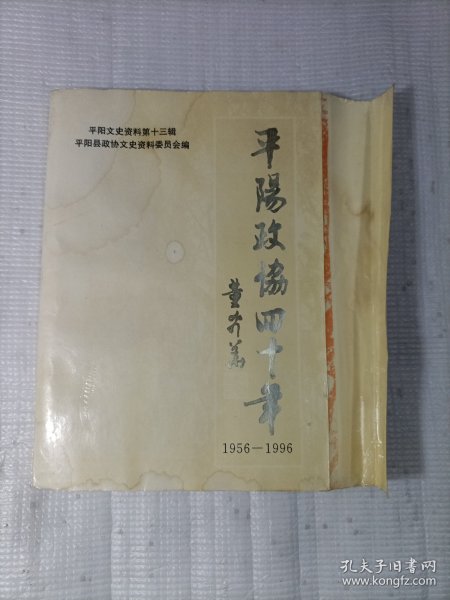 平阳文史资料第十三辑
平阳县政协文史资料委员会编
平陽政協四十年
1956—1996
孔夫子旧书网
www.kongfz.com